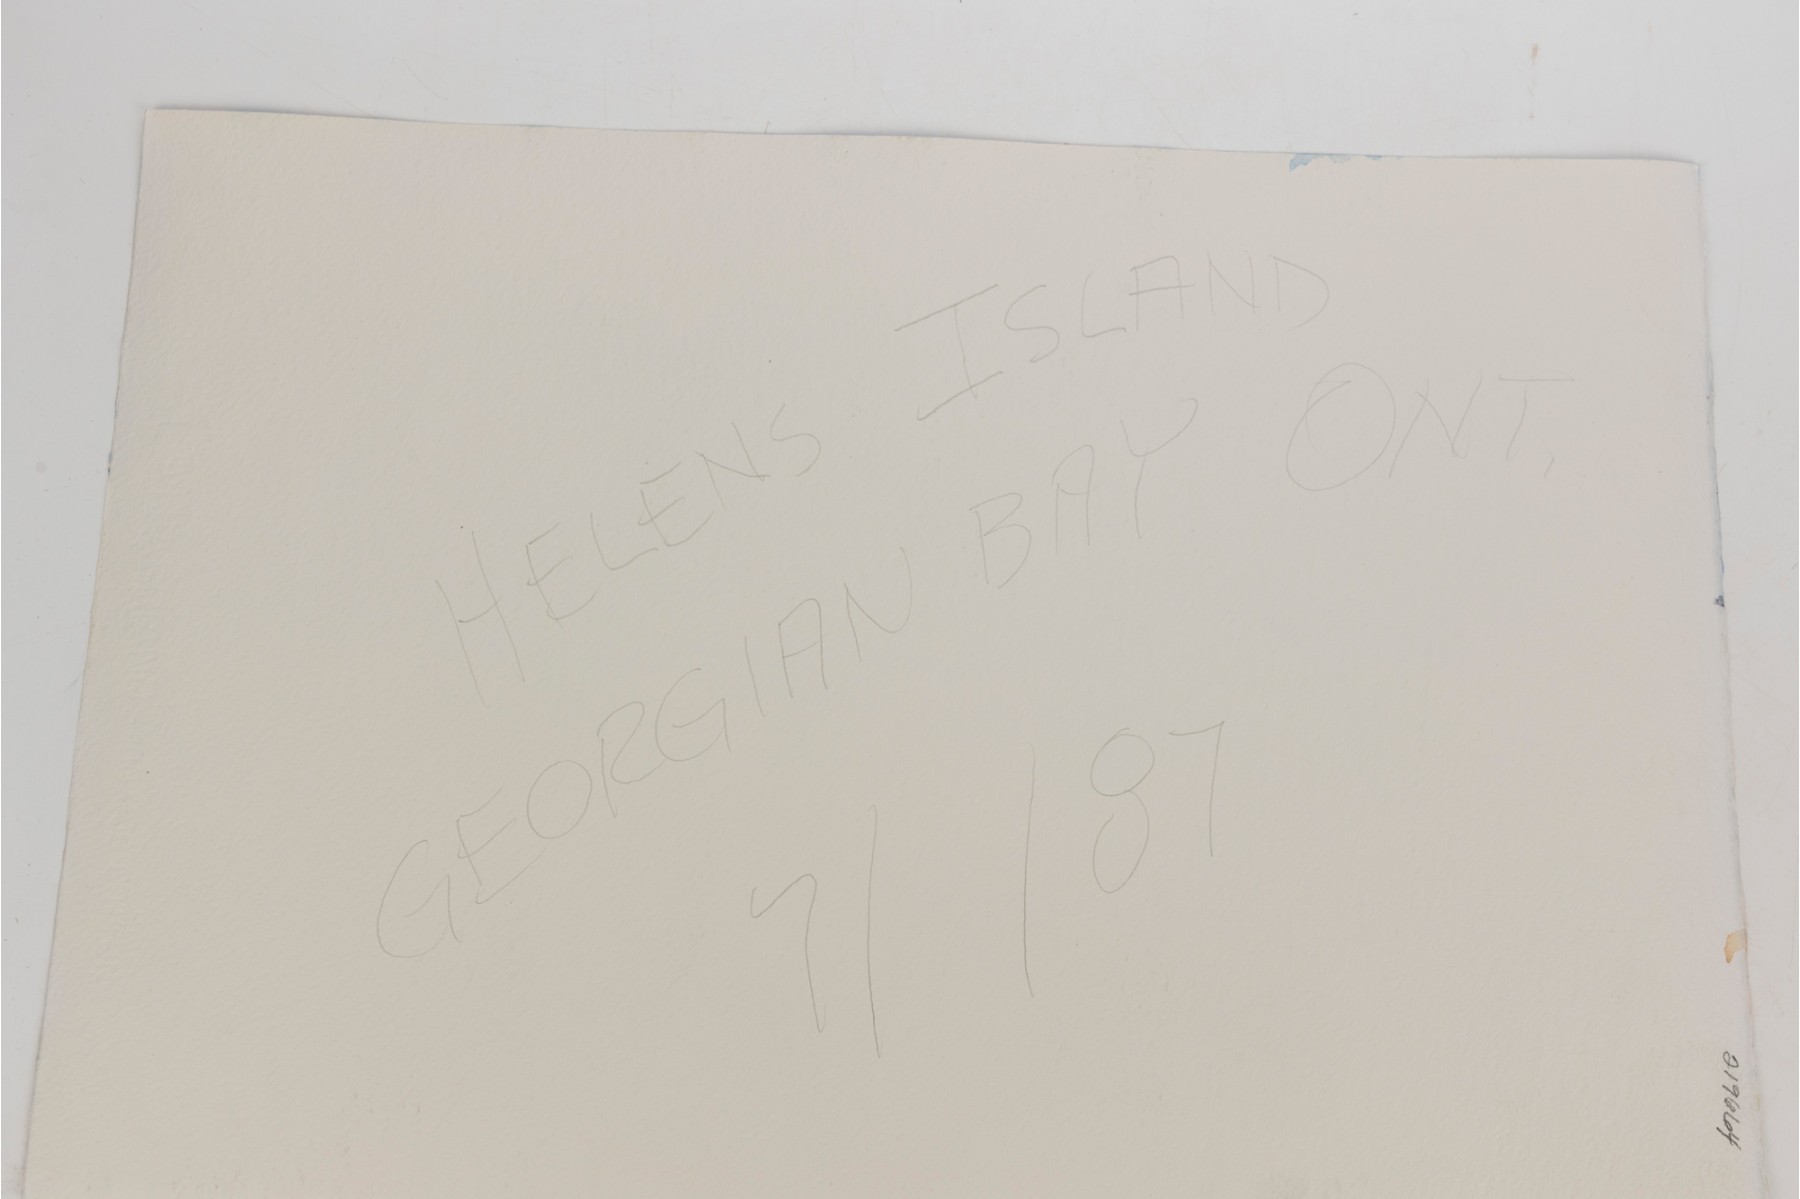 HELENS ISLAND
GEORGIAN BAY ONT.
7/ /87